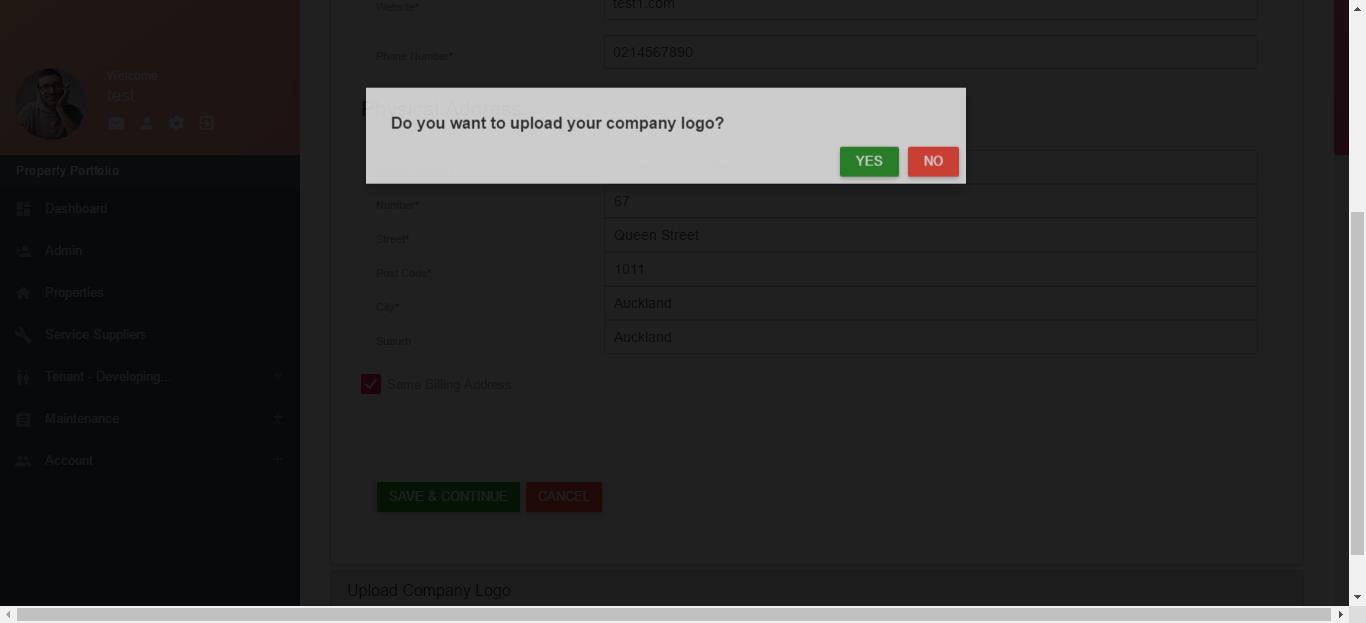 Website*
test1.com
Phone Number*
0214567890
Welcome
test
Physical Address
Do you want to upload your company logo?
YES
NO
Property Portfolio
Dashboard
Admin
Properties
Service Suppliers
Tenant - Developing...
Maintenance
Account
Number*
67
Street*
Queen Street
Post Code*
1011
City*
Auckland
Suburb
Auckland
Same Billing Address
SAVE & CONTINUE
CANCEL
Upload Company Logo